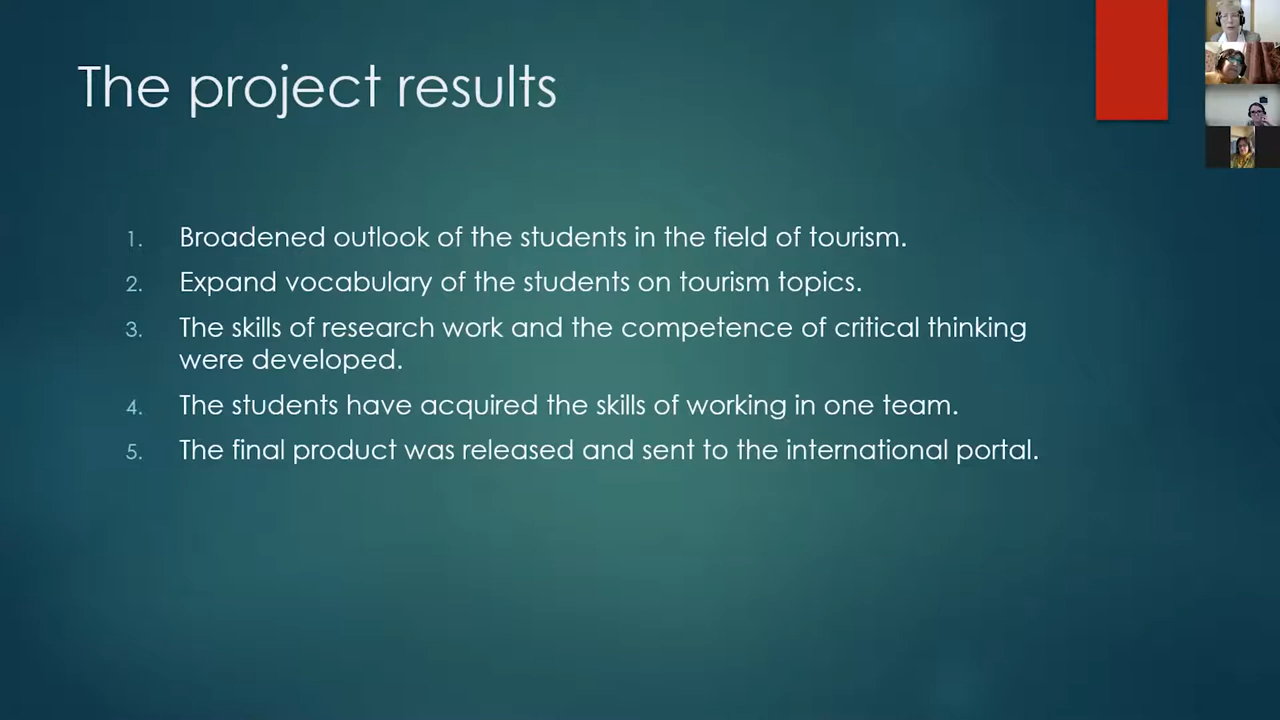 The project results
1. Broadened outlook of the students in the field of tourism.
2. Expand vocabulary of the students on tourism topics.
3. The skills of research work and the competence of critical thinking
were developed.
4. The students have acquired the skills of working in one team.
5. The final product was released and sent to the international portal.